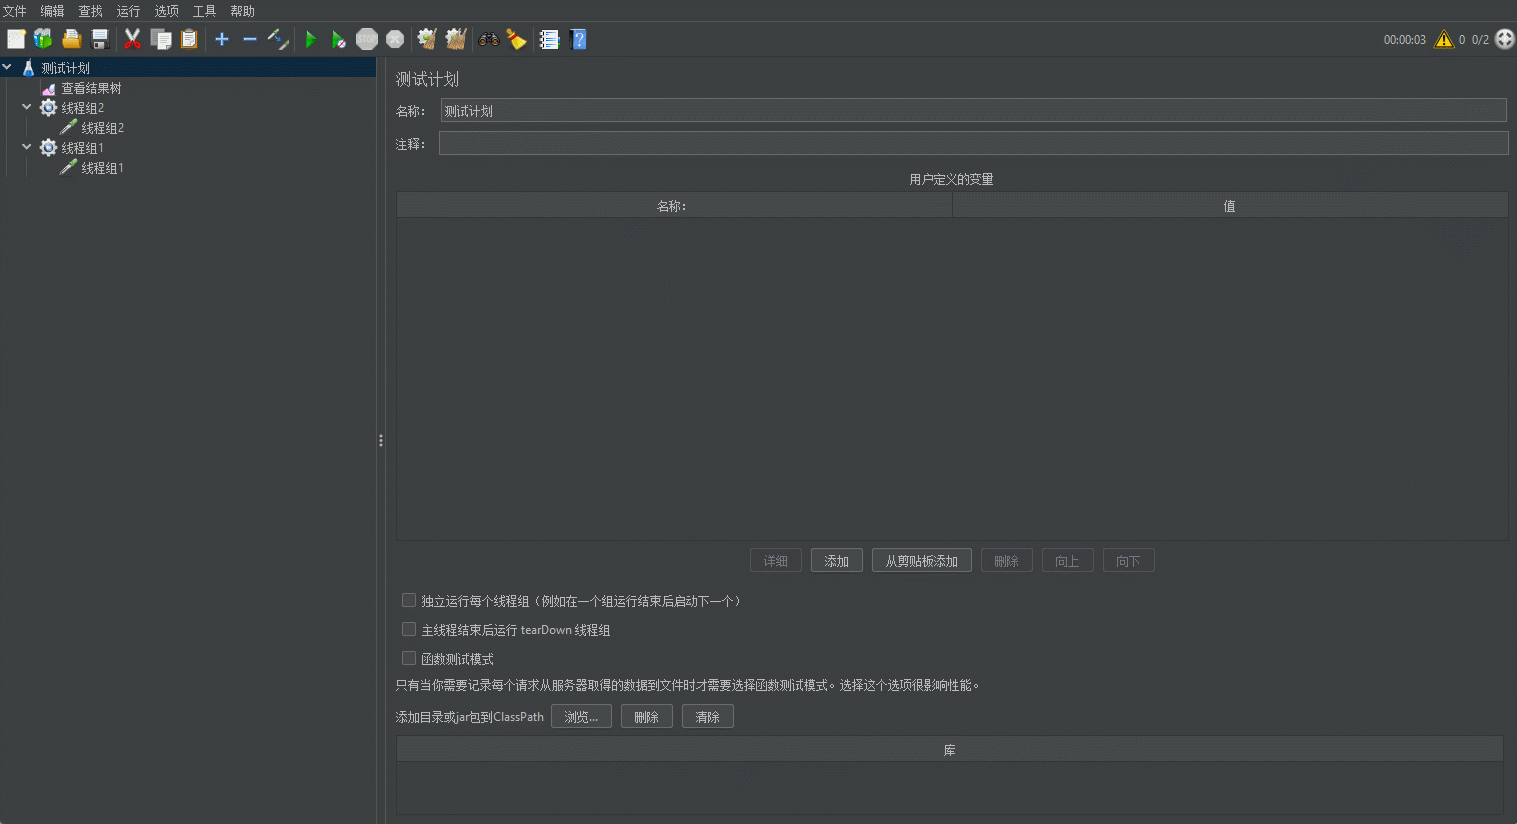 文件 编辑 查找 运行 选项 工具 帮助
STOP
00:00:03 0 0/2
测试计划
查看结果树
线程组2
线程组2
线程组1
线程组1
测试计划
名称： 测试计划
注释：
用户定义的变量
名称： 值
详细 添加 从剪贴板添加 删除 向上 向下
独立运行每个线程组（例如在一个组运行结束后启动下一个）
主线程结束后运行 tearDown 线程组
函数测试模式
只有当你需要记录每个请求从服务器取得的数据到文件时才需要选择函数测试模式。选择这个选项很影响性能。
添加目录或jar包到ClassPath 浏览... 删除 清除
库